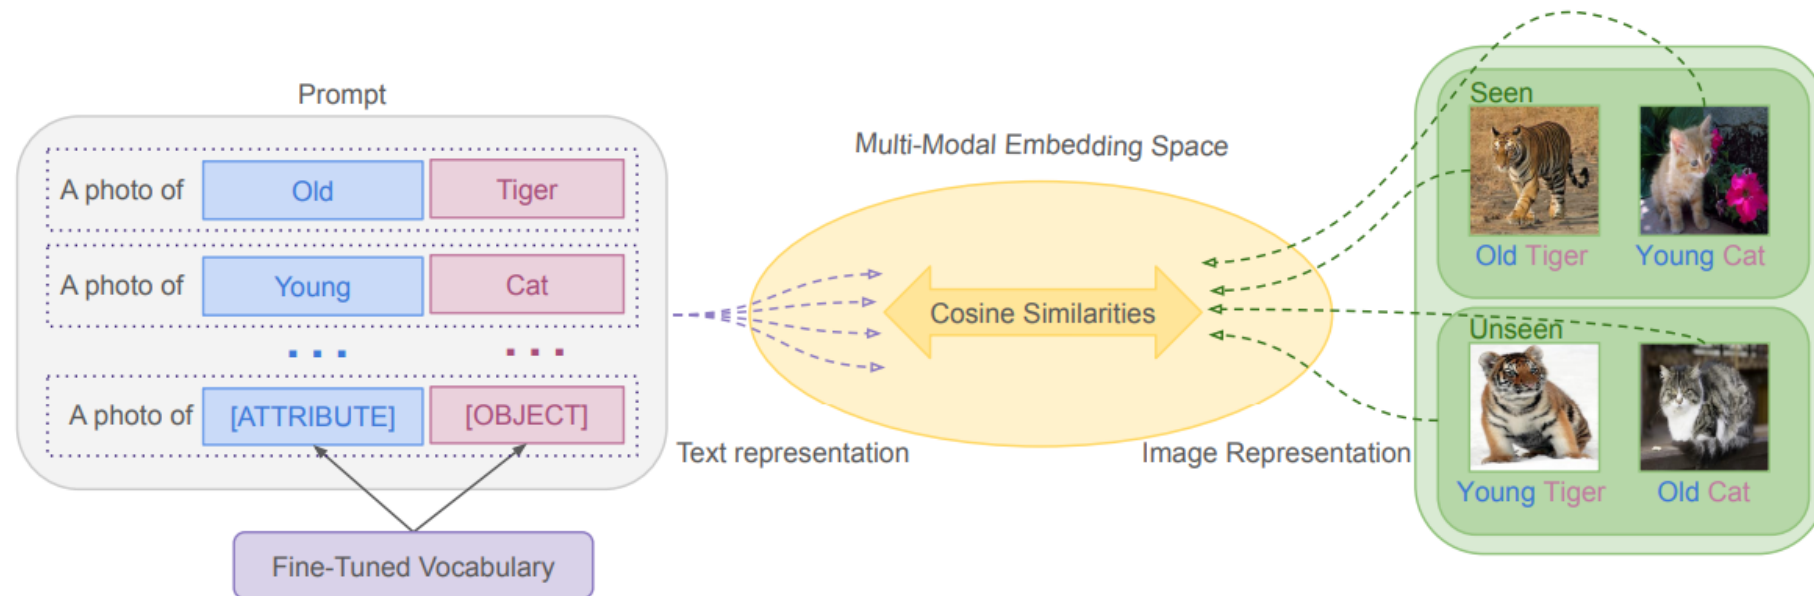 Prompt
A photo of Old Tiger
A photo of Young Cat
... ...
A photo of [ATTRIBUTE] [OBJECT]
Fine-Tuned Vocabulary
Multi-Modal Embedding Space
Cosine Similarities
Text representation
Image Representation
Seen
Old Tiger Young Cat
Unseen
Young Tiger Old Cat